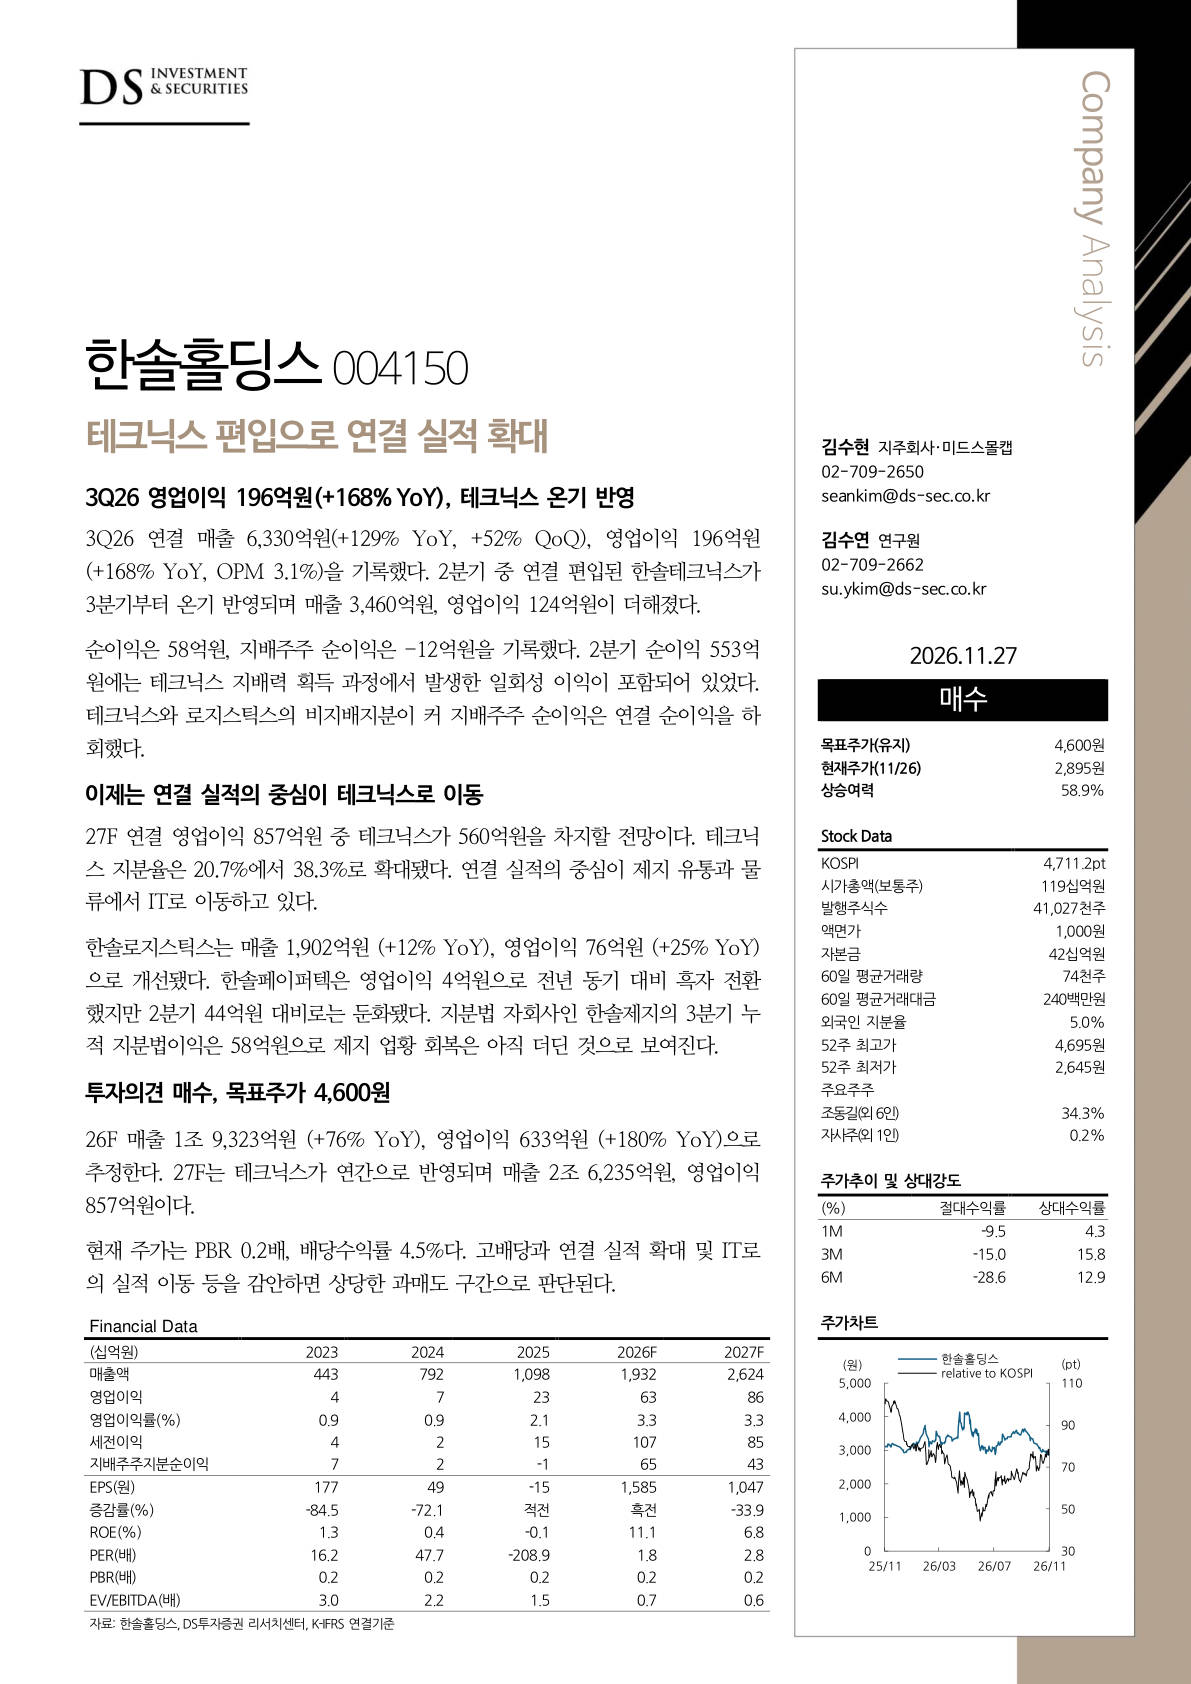 DS INVESTMENT
& SECURITIES
Company Analysis
한솔홀딩스 004150
테크닉스 편입으로 연결 실적 확대
3Q26 영업이익 196억원(+168% YoY), 테크닉스 온기 반영
3Q26 연결 매출 6,330억원(+129% YoY, +52% QoQ), 영업이익 196억원
(+168% YoY, OPM 3.1%)을 기록했다. 2분기 중 연결 편입된 한솔테크닉스가
3분기부터 온기 반영되며 매출 3,460억원, 영업이익 124억원이 더해졌다.
순이익은 58억원, 지배주주 순이익은 -12억원을 기록했다. 2분기 순이익 553억
원에는 테크닉스 지배력 획득 과정에서 발생한 일회성 이익이 포함되어 있었다.
테크닉스와 로지스틱스의 비지배지분이 커 지배주주 순이익은 연결 순이익을 하
회했다.
이제는 연결 실적의 중심이 테크닉스로 이동
27F 연결 영업이익 857억원 중 테크닉스가 560억원을 차지할 전망이다. 테크닉
스 지분율은 20.7%에서 38.3%로 확대됐다. 연결 실적의 중심이 제지 유통과 물
류에서 IT로 이동하고 있다.
한솔로지스틱스는 매출 1,902억원 (+12% YoY), 영업이익 76억원 (+25% YoY)
으로 개선됐다. 한솔페이퍼텍은 영업이익 4억원으로 전년 동기 대비 흑자 전환
했지만 2분기 44억원 대비로는 둔화됐다. 지분법 자회사인 한솔제지의 3분기 누
적 지분법이익은 58억원으로 제지 업황 회복은 아직 더딘 것으로 보여진다.
투자의견 매수, 목표주가 4,600원
26F 매출 1조 9,323억원 (+76% YoY), 영업이익 633억원 (+180% YoY)으로
추정한다. 27F는 테크닉스가 연간으로 반영되며 매출 2조 6,235억원, 영업이익
857억원이다.
현재 주가는 PBR 0.2배, 배당수익률 4.5%다. 고배당과 연결 실적 확대 및 IT로
의 실적 이동 등을 감안하면 상당한 과매도 구간으로 판단된다.
Financial Data
(십억원) 2023 2024 2025 2026F 2027F
매출액 443 792 1,098 1,932 2,624
영업이익 4 7 23 63 86
영업이익률(%) 0.9 0.9 2.1 3.3 3.3
세전이익 4 2 15 107 85
지배주주지분순이익 7 2 -1 65 43
EPS(원) 177 49 -15 1,585 1,047
증감률(%) -84.5 -72.1 적전 흑전 -33.9
ROE(%) 1.3 0.4 -0.1 11.1 6.8
PER(배) 16.2 47.7 -208.9 1.8 2.8
PBR(배) 0.2 0.2 0.2 0.2 0.2
EV/EBITDA(배) 3.0 2.2 1.5 0.7 0.6
자료: 한솔홀딩스, DS투자증권 리서치센터, K-IFRS 연결기준
김수현 지주회사·미드스몰캡
02-709-2650
seankim@ds-sec.co.kr
김수연 연구원
02-709-2662
su.ykim@ds-sec.co.kr
2026.11.27
매수
목표주가(유지) 4,600원
현재주가(11/26) 2,895원
상승여력 58.9%
Stock Data
KOSPI 4,711.2pt
시가총액(보통주) 119십억원
발행주식수 41,027천주
액면가 1,000원
자본금 42십억원
60일 평균거래량 74천주
60일 평균거래대금 240백만원
외국인 지분율 5.0%
52주 최고가 4,695원
52주 최저가 2,645원
주요주주
조동길(외 6인) 34.3%
자사주(외 1인) 0.2%
주가추이 및 상대강도
(%) 절대수익률 상대수익률
1M -9.5 4.3
3M -15.0 15.8
6M -28.6 12.9
주가차트
(원) 한솔홀딩스 (pt)
relative to KOSPI
5,000 110
4,000 90
3,000 70
2,000 50
1,000
0 30
25/11 26/03 26/07 26/11